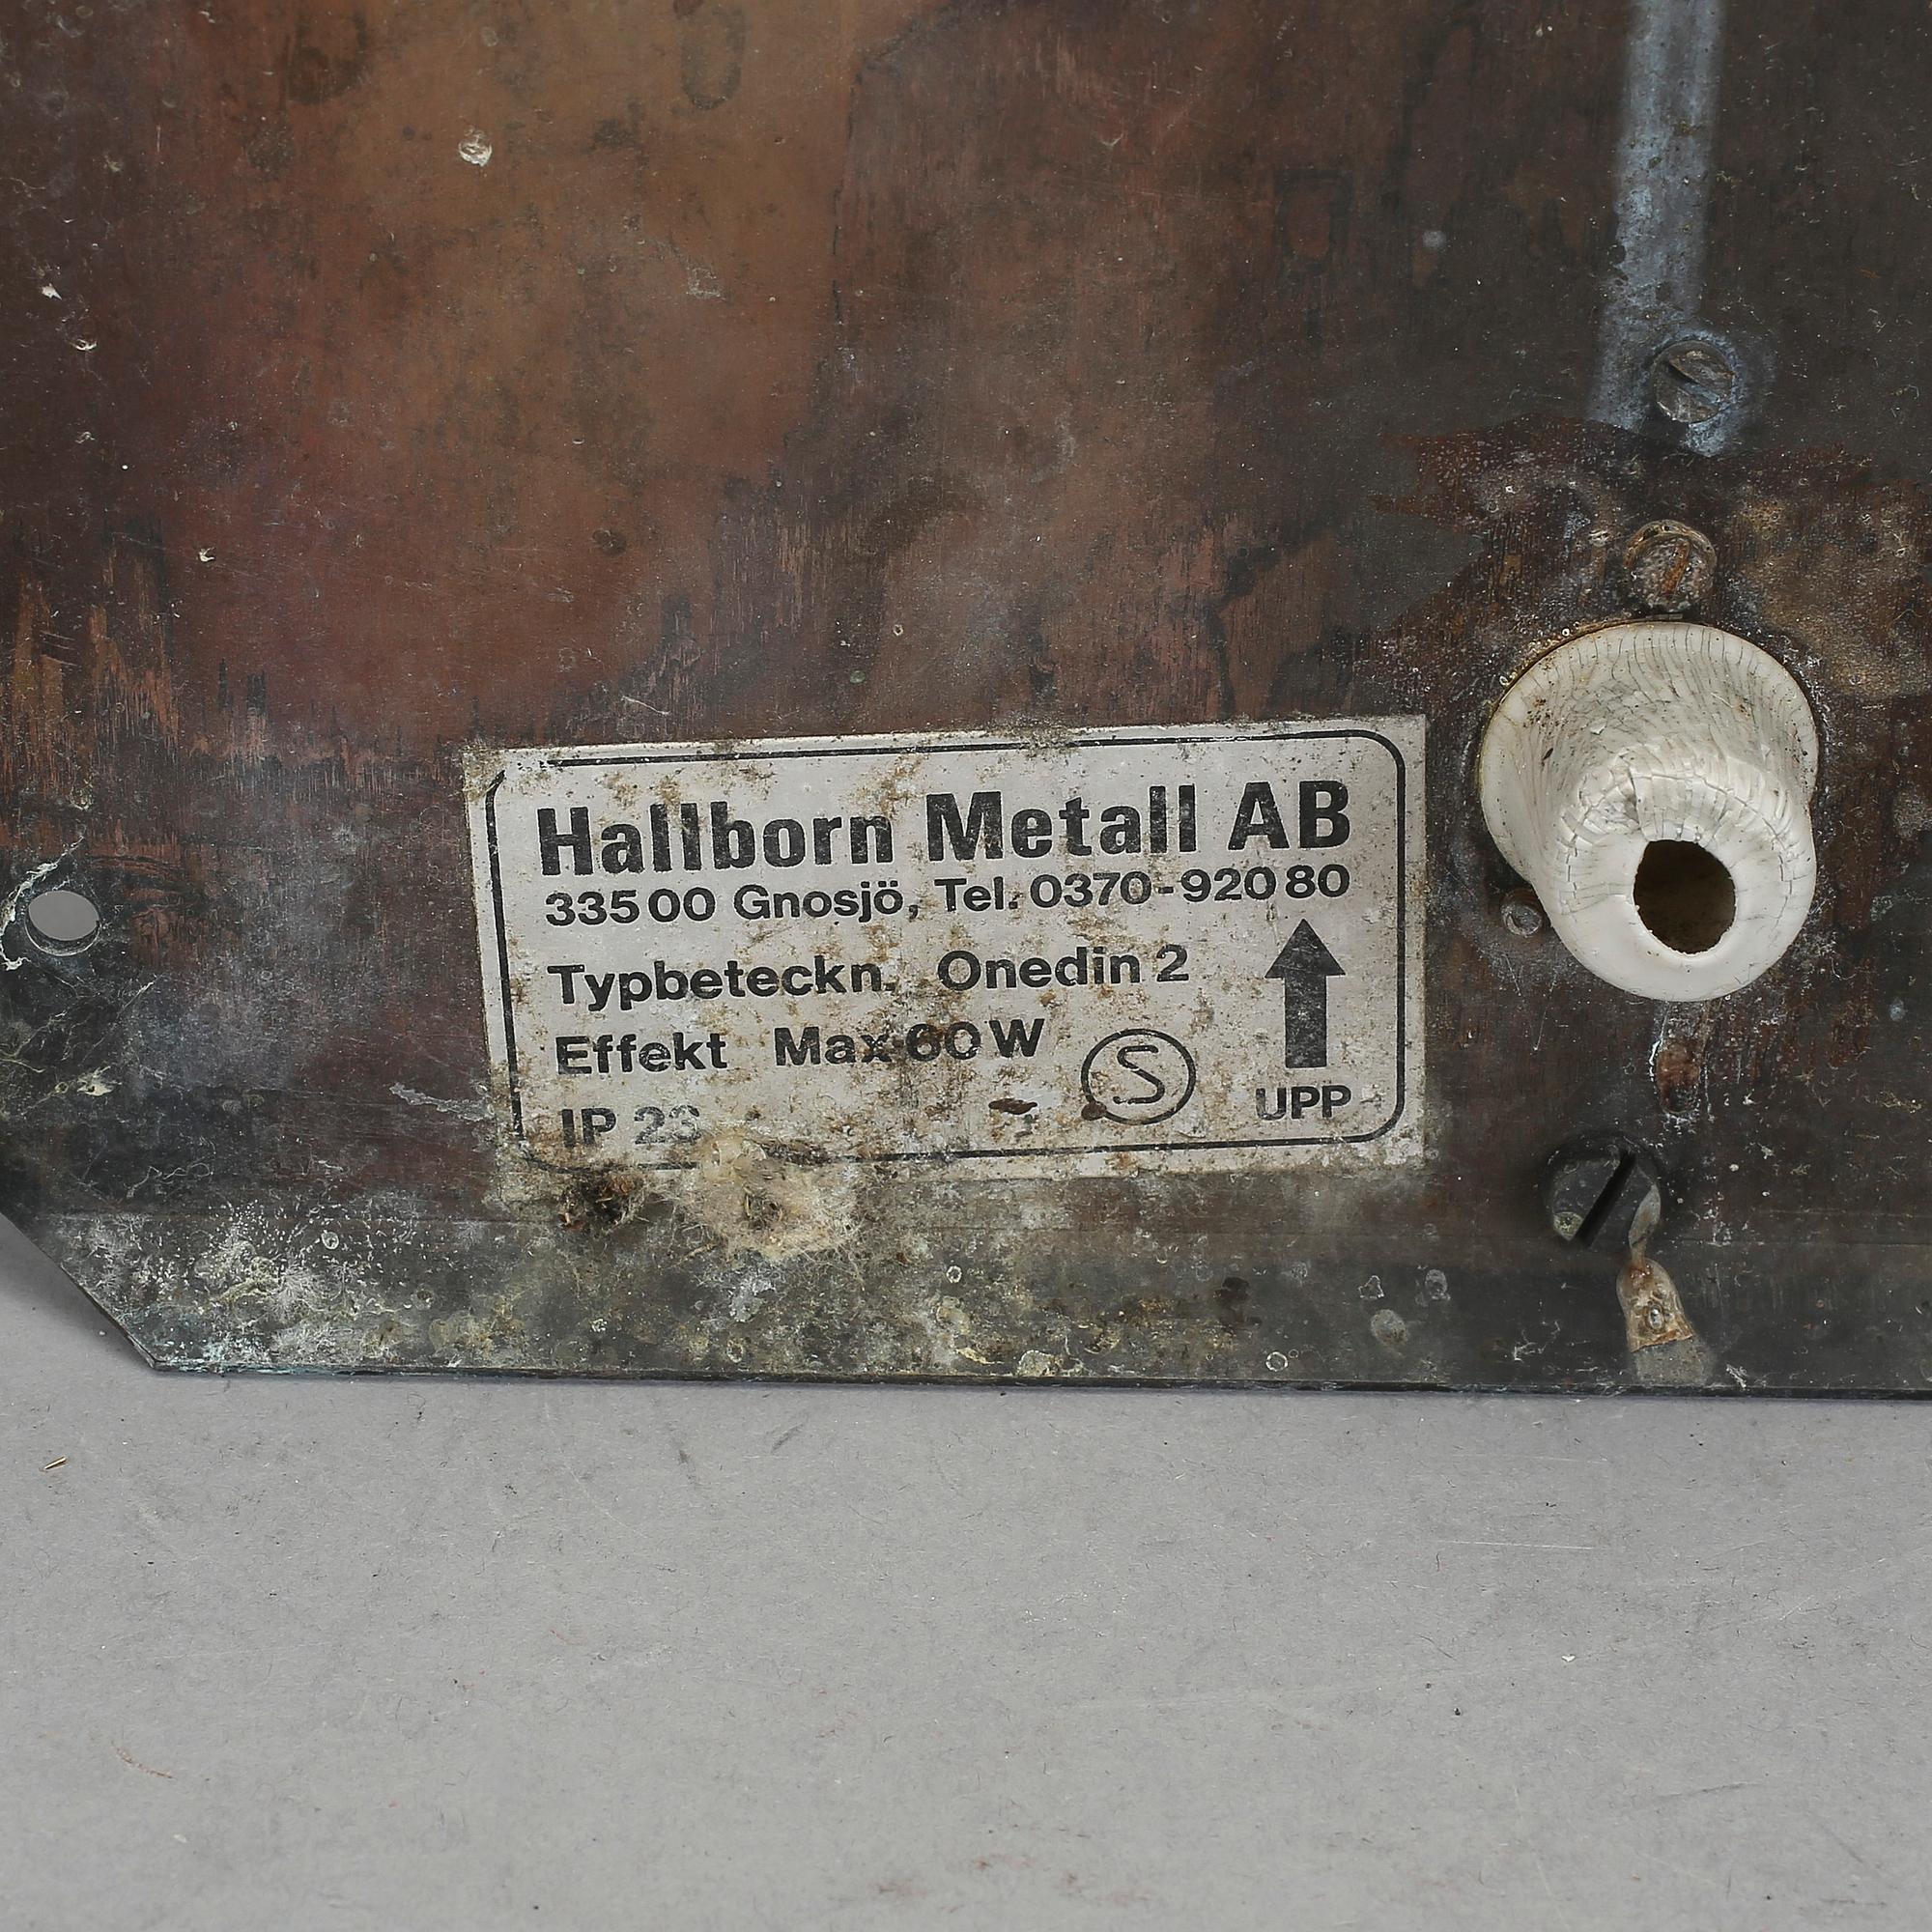 Hallborn Metall AB
33500 Gnosjö, Tel. 0370-92080
Typbeteckn. Onedin 2
Effekt Max 60 W
S
UPP
IP 23